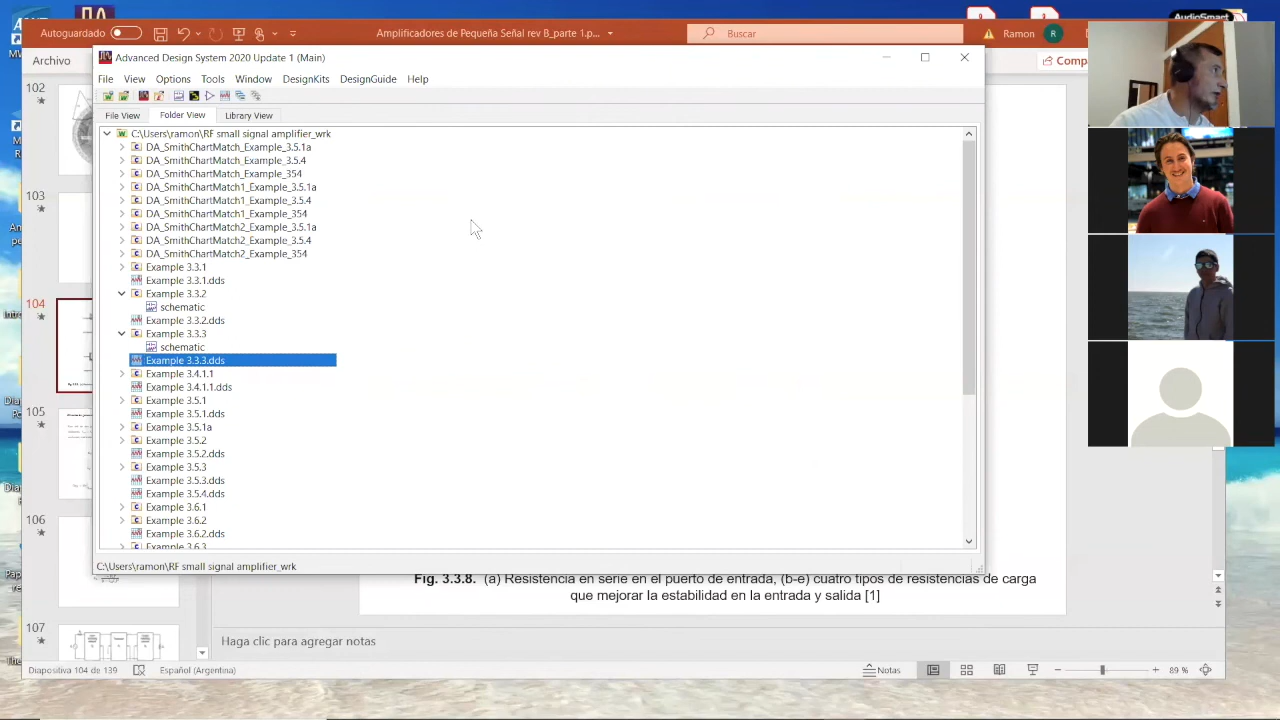 AudioSmart
Autoguardado
Amplificadores de Pequeña Señal rev B_parte 1.p...
Buscar
Ramon
R
Archivo
Compa
Advanced Design System 2020 Update 1 (Main)
File View Options Tools Window DesignKits DesignGuide Help
File View Folder View Library View
C:\Users\ramon\RF small signal amplifier_wrk
DA_SmithChartMatch_Example_3.5.1a
DA_SmithChartMatch_Example_3.5.4
DA_SmithChartMatch_Example_354
DA_SmithChartMatch1_Example_3.5.1a
DA_SmithChartMatch1_Example_3.5.4
DA_SmithChartMatch1_Example_354
DA_SmithChartMatch2_Example_3.5.1a
DA_SmithChartMatch2_Example_3.5.4
DA_SmithChartMatch2_Example_354
Example 3.3.1
Example 3.3.1.dds
Example 3.3.2
schematic
Example 3.3.2.dds
Example 3.3.3
schematic
Example 3.3.3.dds
Example 3.4.1.1
Example 3.4.1.1.dds
Example 3.5.1
Example 3.5.1.dds
Example 3.5.1a
Example 3.5.2
Example 3.5.2.dds
Example 3.5.3
Example 3.5.3.dds
Example 3.5.4.dds
Example 3.6.1
Example 3.6.2
Example 3.6.2.dds
Example 3.6.3
C:\Users\ramon\RF small signal amplifier_wrk
102
103
104
105
106
107
Fig. 3.3.8. (a) Resistencia en serie en el puerto de entrada, (b-e) cuatro tipos de resistencias de carga
que mejorar la estabilidad en la entrada y salida [1]
Haga clic para agregar notas
Diapositiva 104 de 139
Español (Argentina)
Notas
89 %